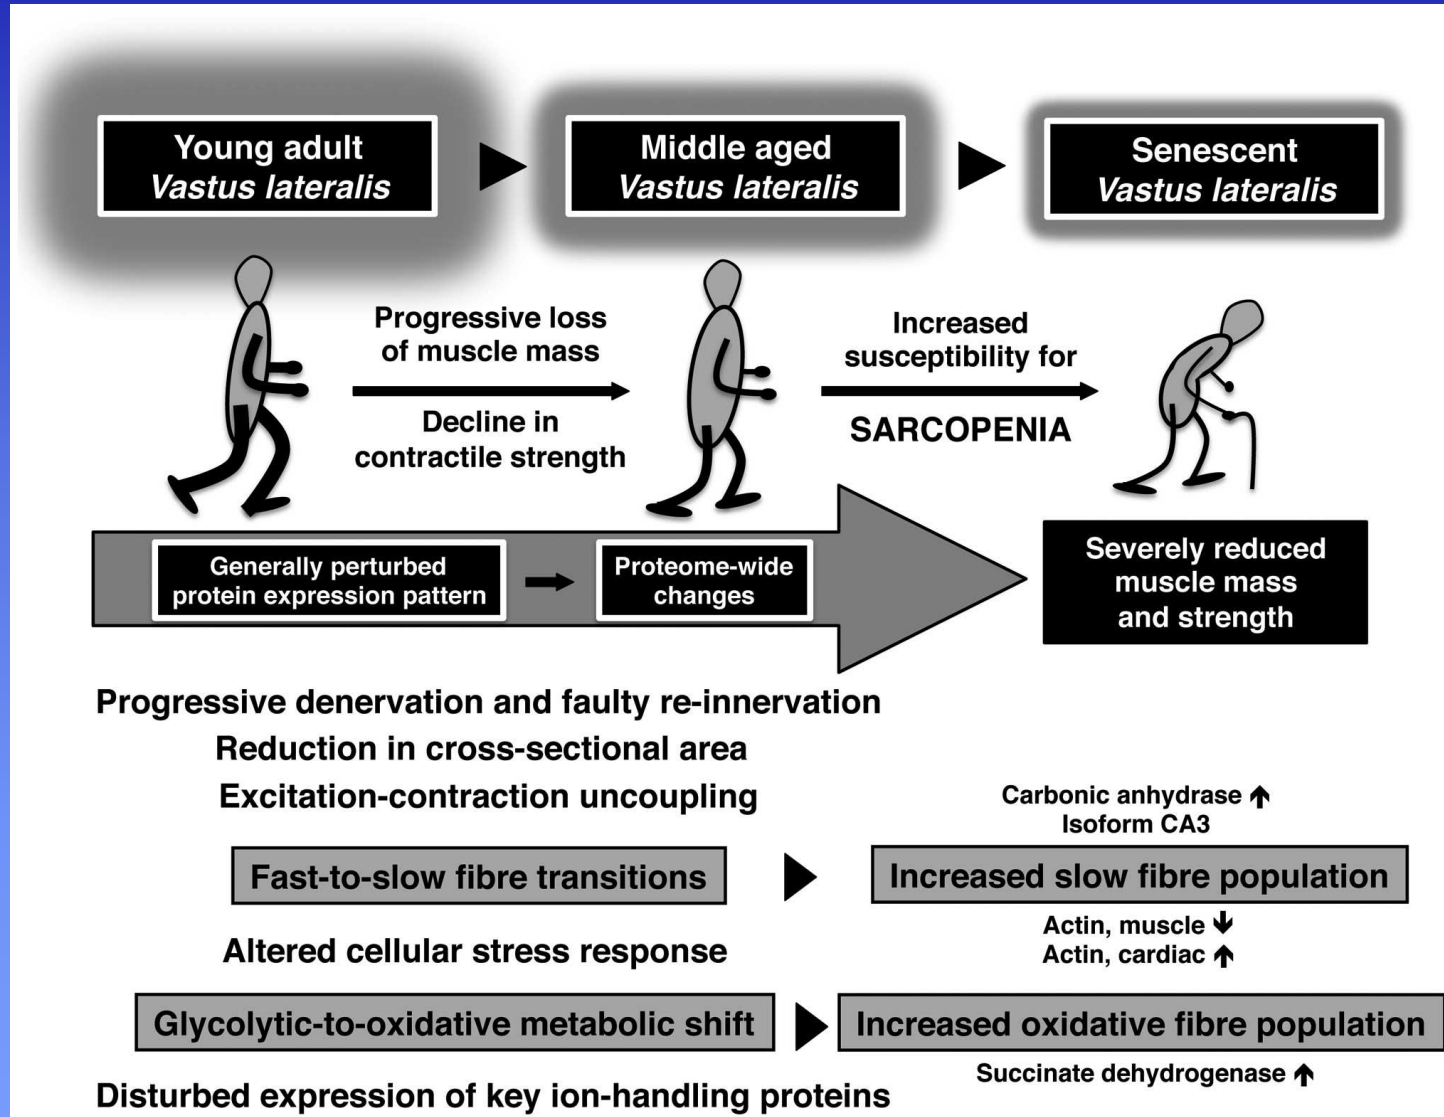 Young adult
Vastus lateralis
Middle aged
Vastus lateralis
Senescent
Vastus lateralis
Progressive loss
of muscle mass
Decline in
contractile strength
Increased
susceptibility for
SARCOPENIA
Generally perturbed
protein expression pattern
Proteome-wide
changes
Severely reduced
muscle mass
and strength
Progressive denervation and faulty re-innervation
Reduction in cross-sectional area
Excitation-contraction uncoupling
Carbonic anhydrase ↑
Isoform CA3
Fast-to-slow fibre transitions
Increased slow fibre population
Actin, muscle ↓
Actin, cardiac ↑
Altered cellular stress response
Glycolytic-to-oxidative metabolic shift
Increased oxidative fibre population
Succinate dehydrogenase ↑
Disturbed expression of key ion-handling proteins